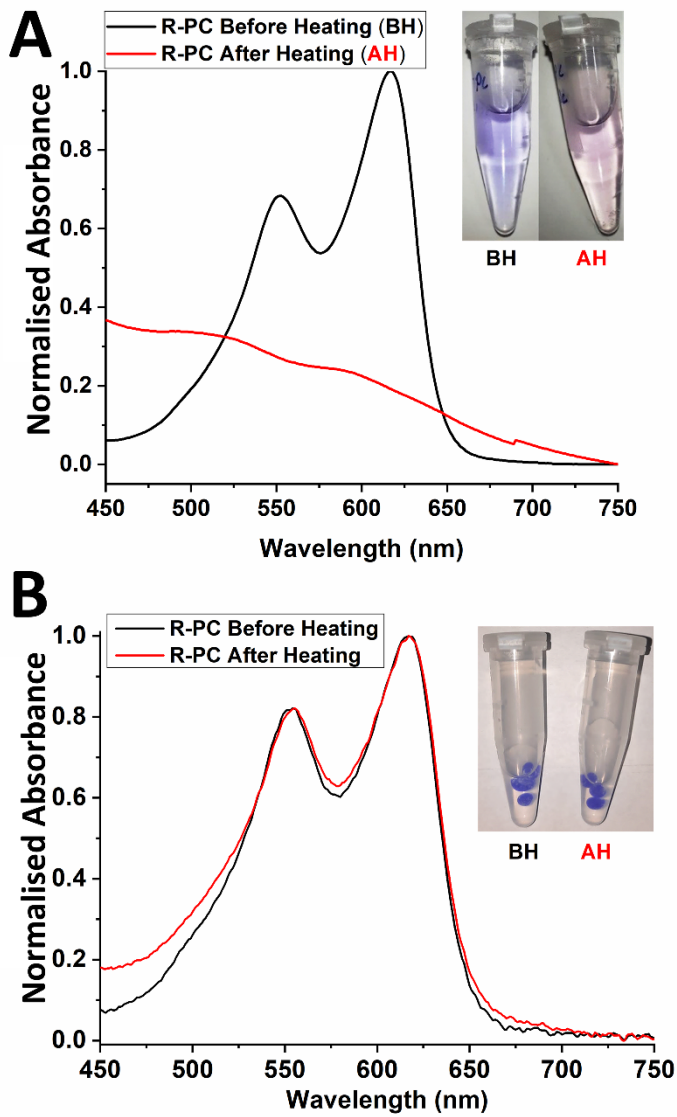 A
R-PC Before Heating (BH)
R-PC After Heating (AH)
1.0
0.8
0.6
0.4
0.2
0.0
Normalised Absorbance
450 500 550 600 650 700 750
Wavelength (nm)
BH AH
B
R-PC Before Heating
R-PC After Heating
1.0
0.8
0.6
0.4
0.2
0.0
Normalised Absorbance
450 500 550 600 650 700 750
Wavelength (nm)
BH AH